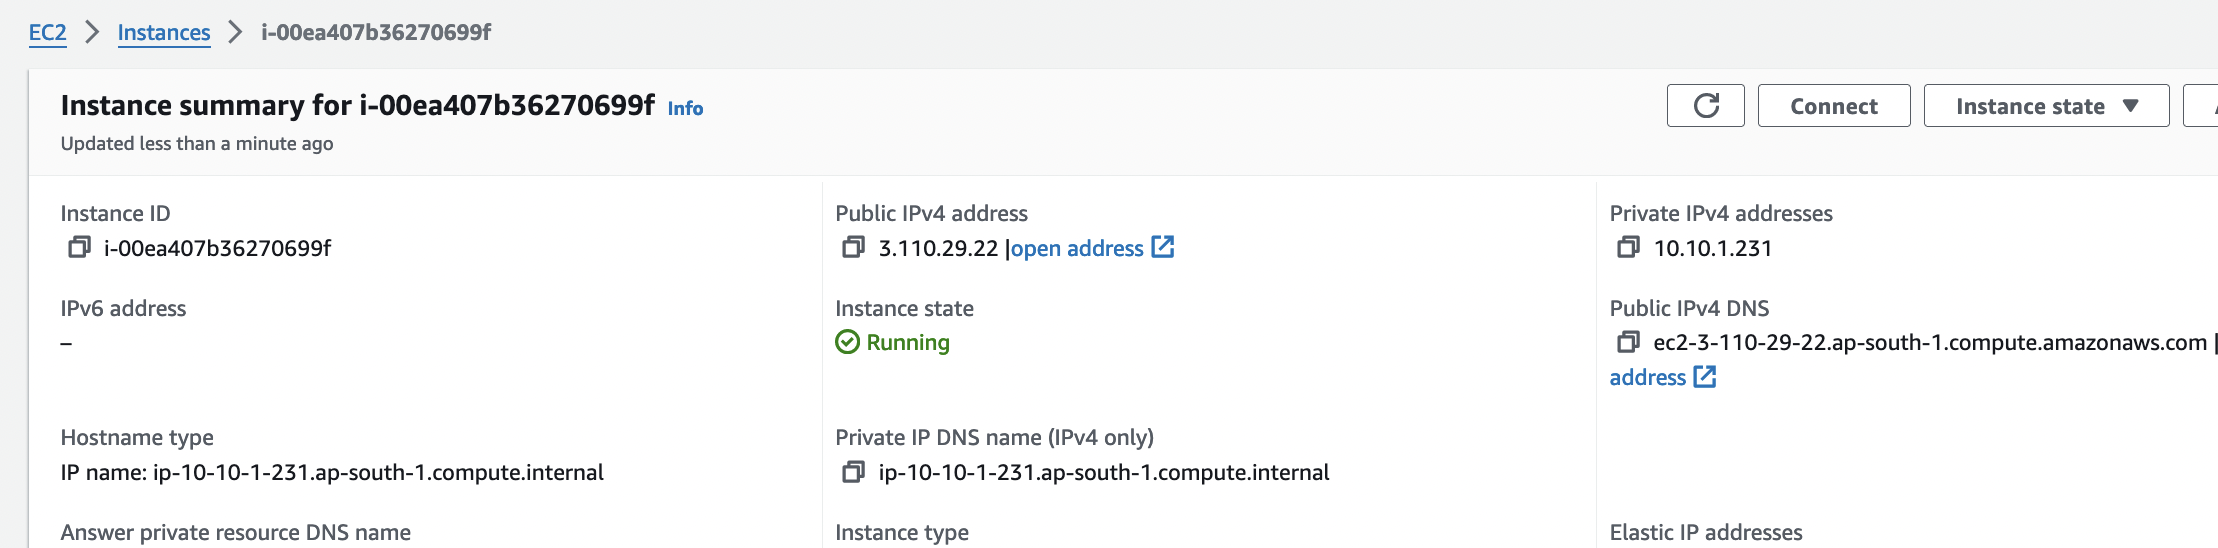 EC2 > Instances > i-00ea407b36270699f
Instance summary for i-00ea407b36270699f Info
Updated less than a minute ago
Connect
Instance state
Instance ID
i-00ea407b36270699f
Public IPv4 address
3.110.29.22 |open address
Private IPv4 addresses
10.10.1.231
IPv6 address
–
Instance state
Running
Public IPv4 DNS
ec2-3-110-29-22.ap-south-1.compute.amazonaws.com |
address
Hostname type
IP name: ip-10-10-1-231.ap-south-1.compute.internal
Private IP DNS name (IPv4 only)
ip-10-10-1-231.ap-south-1.compute.internal
Answer private resource DNS name
Instance type
Elastic IP addresses